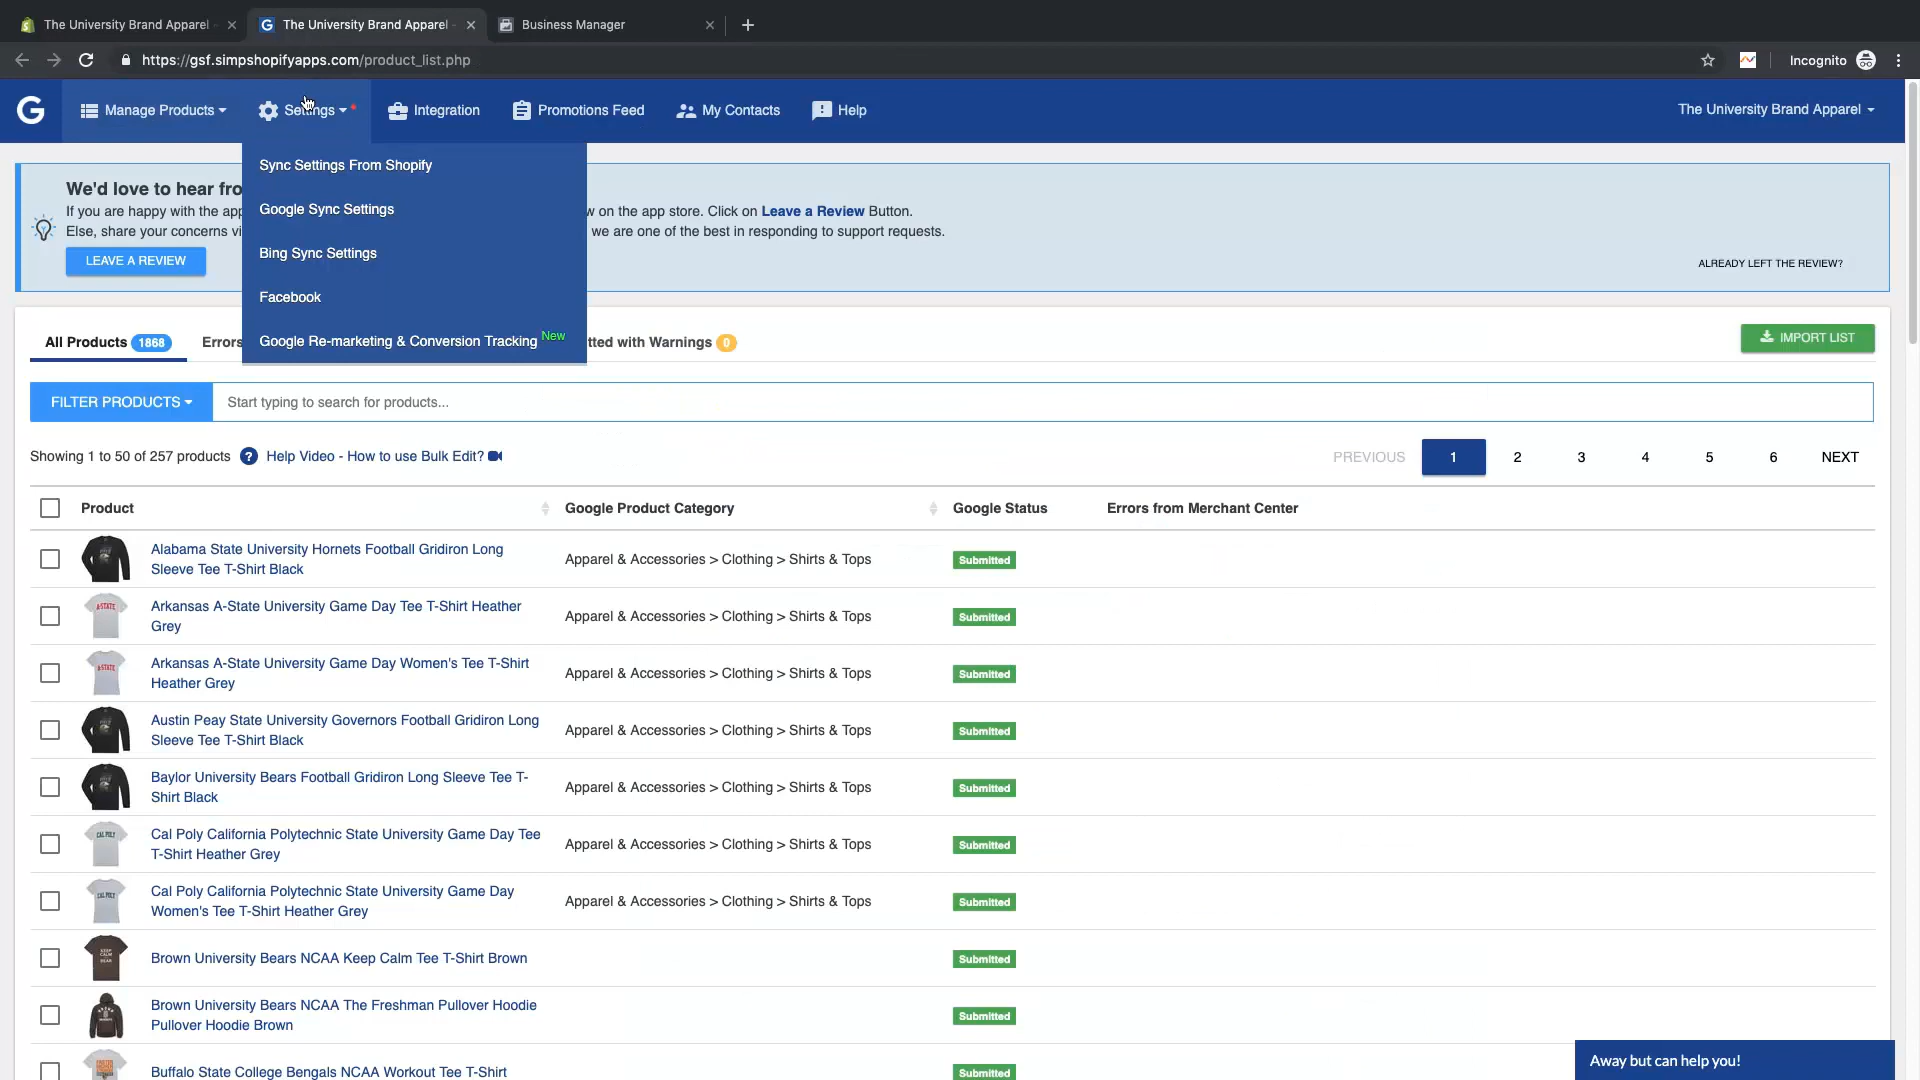 The University Brand Apparel -
The University Brand Apparel -
Business Manager
https://gsf.simpshopifyapps.com/product_list.php
Incognito
G
Manage Products
Settings
Integration
Promotions Feed
My Contacts
Help
The University Brand Apparel
Sync Settings From Shopify
Google Sync Settings
Bing Sync Settings
Facebook
Google Re-marketing & Conversion Tracking New
We'd love to hear fro
If you are happy with the app w on the app store. Click on Leave a Review Button.
Else, share your concerns vi we are one of the best in responding to support requests.
LEAVE A REVIEW
ALREADY LEFT THE REVIEW?
All Products 1868
Errors
tted with Warnings 0
IMPORT LIST
FILTER PRODUCTS
Start typing to search for products...
Showing 1 to 50 of 257 products ? Help Video - How to use Bulk Edit?
PREVIOUS 1 2 3 4 5 6 NEXT
Product Google Product Category Google Status Errors from Merchant Center
Alabama State University Hornets Football Gridiron Long
Sleeve Tee T-Shirt Black
Apparel & Accessories > Clothing > Shirts & Tops
Submitted
A-STATE
Arkansas A-State University Game Day Tee T-Shirt Heather
Grey
Apparel & Accessories > Clothing > Shirts & Tops
Submitted
A-STATE
Arkansas A-State University Game Day Women's Tee T-Shirt
Heather Grey
Apparel & Accessories > Clothing > Shirts & Tops
Submitted
Austin Peay State University Governors Football Gridiron Long
Sleeve Tee T-Shirt Black
Apparel & Accessories > Clothing > Shirts & Tops
Submitted
Baylor University Bears Football Gridiron Long Sleeve Tee T-
Shirt Black
Apparel & Accessories > Clothing > Shirts & Tops
Submitted
CAL POLY
Cal Poly California Polytechnic State University Game Day Tee
T-Shirt Heather Grey
Apparel & Accessories > Clothing > Shirts & Tops
Submitted
CAL POLY
Cal Poly California Polytechnic State University Game Day
Women's Tee T-Shirt Heather Grey
Apparel & Accessories > Clothing > Shirts & Tops
Submitted
Brown University Bears NCAA Keep Calm Tee T-Shirt Brown
Submitted
Brown University Bears NCAA The Freshman Pullover Hoodie
Pullover Hoodie Brown
Submitted
Buffalo State College Bengals NCAA Workout Tee T-Shirt
Submitted
Away but can help you!